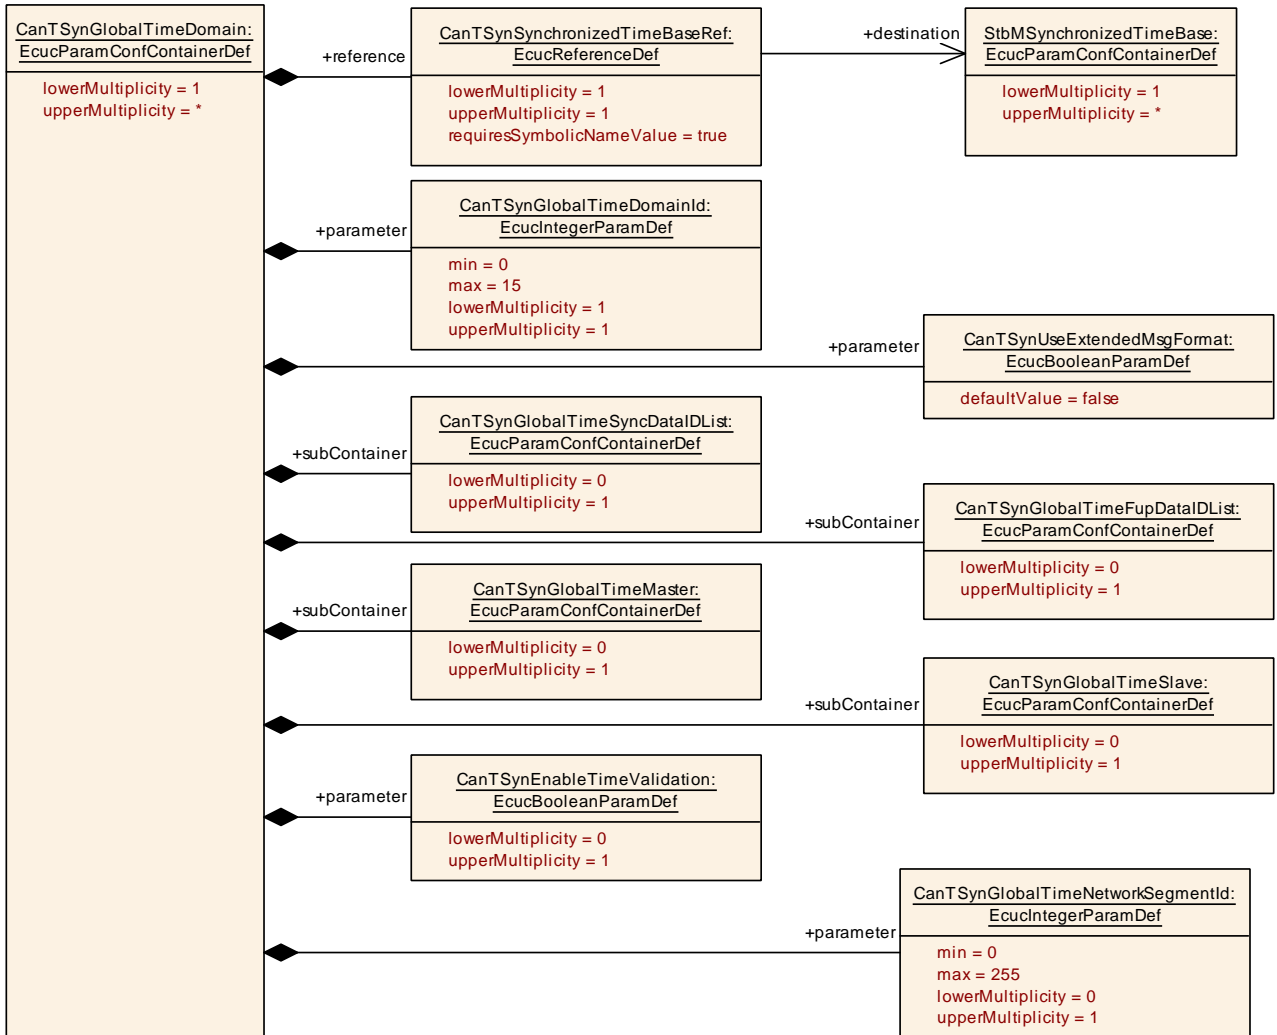 CanTSynGlobalTimeDomain:
EcucParamConfContainerDef
lowerMultiplicity = 1
upperMultiplicity = *
+reference
CanTSynSynchronizedTimeBaseRef:
EcucReferenceDef
lowerMultiplicity = 1
upperMultiplicity = 1
requiresSymbolicNameValue = true
+destination
StbMSynchronizedTimeBase:
EcucParamConfContainerDef
lowerMultiplicity = 1
upperMultiplicity = *
+parameter
CanTSynGlobalTimeDomainId:
EcucIntegerParamDef
min = 0
max = 15
lowerMultiplicity = 1
upperMultiplicity = 1
+parameter
CanTSynUseExtendedMsgFormat:
EcucBooleanParamDef
defaultValue = false
+subContainer
CanTSynGlobalTimeSyncDataIDList:
EcucParamConfContainerDef
lowerMultiplicity = 0
upperMultiplicity = 1
+subContainer
CanTSynGlobalTimeFupDataIDList:
EcucParamConfContainerDef
lowerMultiplicity = 0
upperMultiplicity = 1
+subContainer
CanTSynGlobalTimeMaster:
EcucParamConfContainerDef
lowerMultiplicity = 0
upperMultiplicity = 1
+subContainer
CanTSynGlobalTimeSlave:
EcucParamConfContainerDef
lowerMultiplicity = 0
upperMultiplicity = 1
+parameter
CanTSynEnableTimeValidation:
EcucBooleanParamDef
lowerMultiplicity = 0
upperMultiplicity = 1
+parameter
CanTSynGlobalTimeNetworkSegmentId:
EcucIntegerParamDef
min = 0
max = 255
lowerMultiplicity = 0
upperMultiplicity = 1